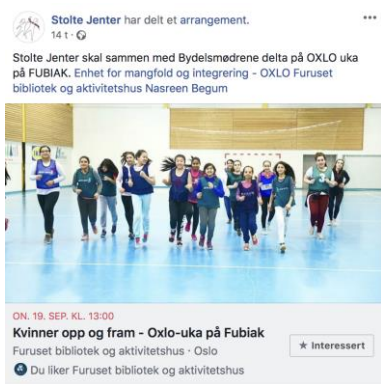 Stolte Jenter har delt et arrangement.
14 t ·
Stolte Jenter skal sammen med Bydelsmødrene delta på OXLO uka
på FUBIAK. Enhet for mangfold og integrering - OXLO Furuset
bibliotek og aktivitetshus Nasreen Begum
ON. 19. SEP. KL. 13:00
Kvinner opp og fram - Oxlo-uka på Fubiak
Furuset bibliotek og aktivitetshus · Oslo
★ Interessert
Du liker Furuset bibliotek og aktivitetshus